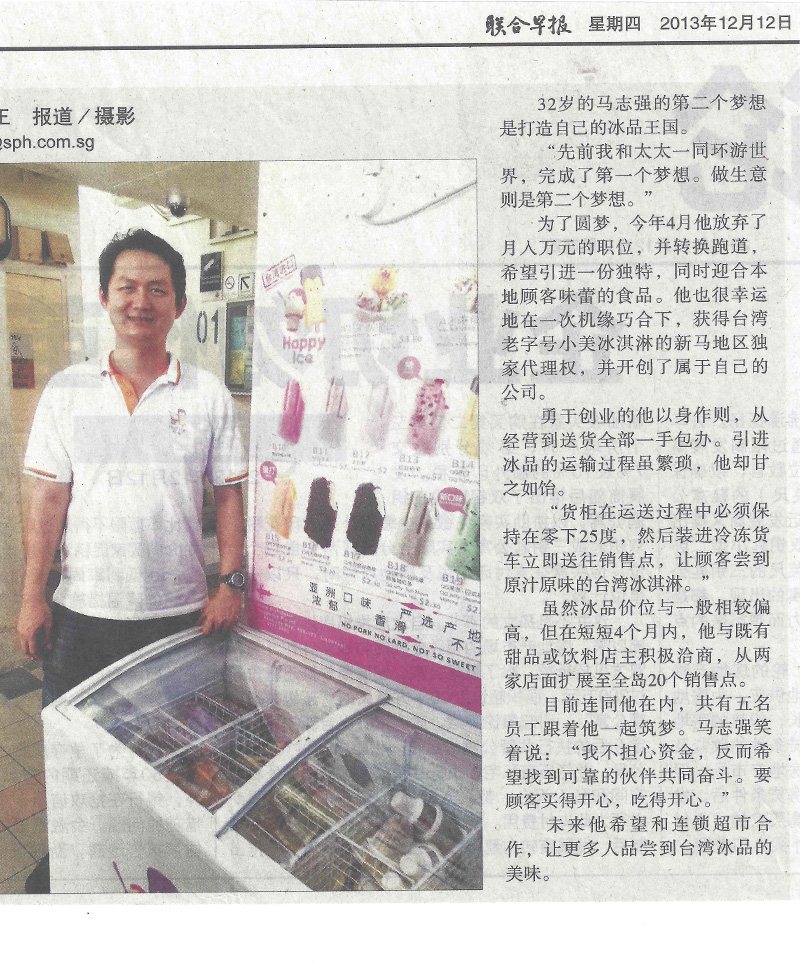 联合早报 星期四 2013年12月12日
王 报道／摄影
@sph.com.sg
32岁的马志强的第二个梦想
是打造自己的冰品王国。
“先前我和太太一同环游世
界，完成了第一个梦想。做生意
则是第二个梦想。”
为了圆梦，今年4月他放弃了
月入万元的职位，并转换跑道，
希望引进一份独特，同时迎合本
地顾客味蕾的食品。他也很幸运
地在一次机缘巧合下，获得台湾
老字号小美冰淇淋的新马地区独
家代理权，并开创了属于自己的
公司。
勇于创业的他以身作则，从
经营到送货全部一手包办。引进
冰品的运输过程虽繁琐，他却甘
之如饴。
“货柜在运送过程中必须保
持在零下25度，然后装进冷冻货
车立即送往销售点，让顾客尝到
原汁原味的台湾冰淇淋。”
虽然冰品价位与一般相较偏
高，但在短短4个月内，他与既有
甜品或饮料店主积极洽商，从两
家店面扩展至全岛20个销售点。
目前连同他在内，共有五名
员工跟着他一起筑梦。马志强笑
着说：“我不担心资金，反而希
望找到可靠的伙伴共同奋斗。要
顾客买得开心，吃得开心。”
未来他希望和连锁超市合
作，让更多人品尝到台湾冰品的
美味。
01
Happy
Ice
B10
B11
B12
B13
B14
主打
新口味
B15
B16
B17
B18
B19
亚洲口味，严选产地
浓郁、香滑
NO PORK NO LARD, NOT SO SWEET